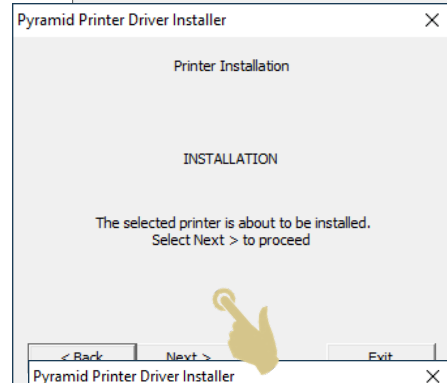 Pyramid Printer Driver Installer
Printer Installation
INSTALLATION
The selected printer is about to be installed.
Select Next > to proceed
< Back Next > Exit
Pyramid Printer Driver Installer